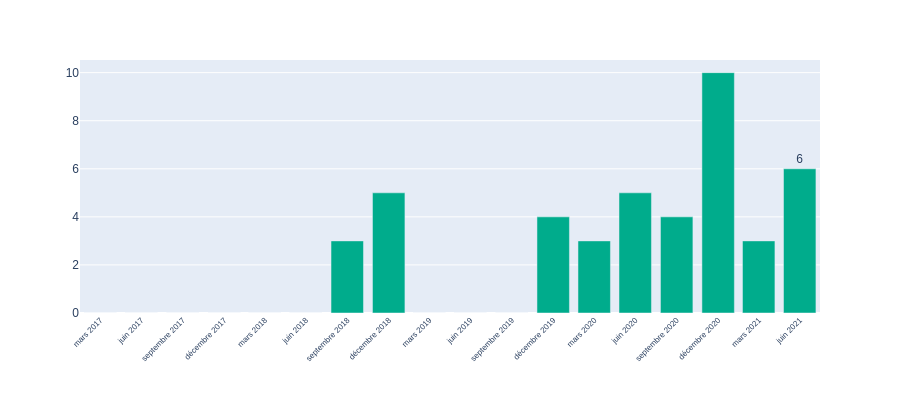 10
8
6
4
2
0
6
mars 2017
juin 2017
septembre 2017
décembre 2017
mars 2018
juin 2018
septembre 2018
décembre 2018
mars 2019
juin 2019
septembre 2019
décembre 2019
mars 2020
juin 2020
septembre 2020
décembre 2020
mars 2021
juin 2021